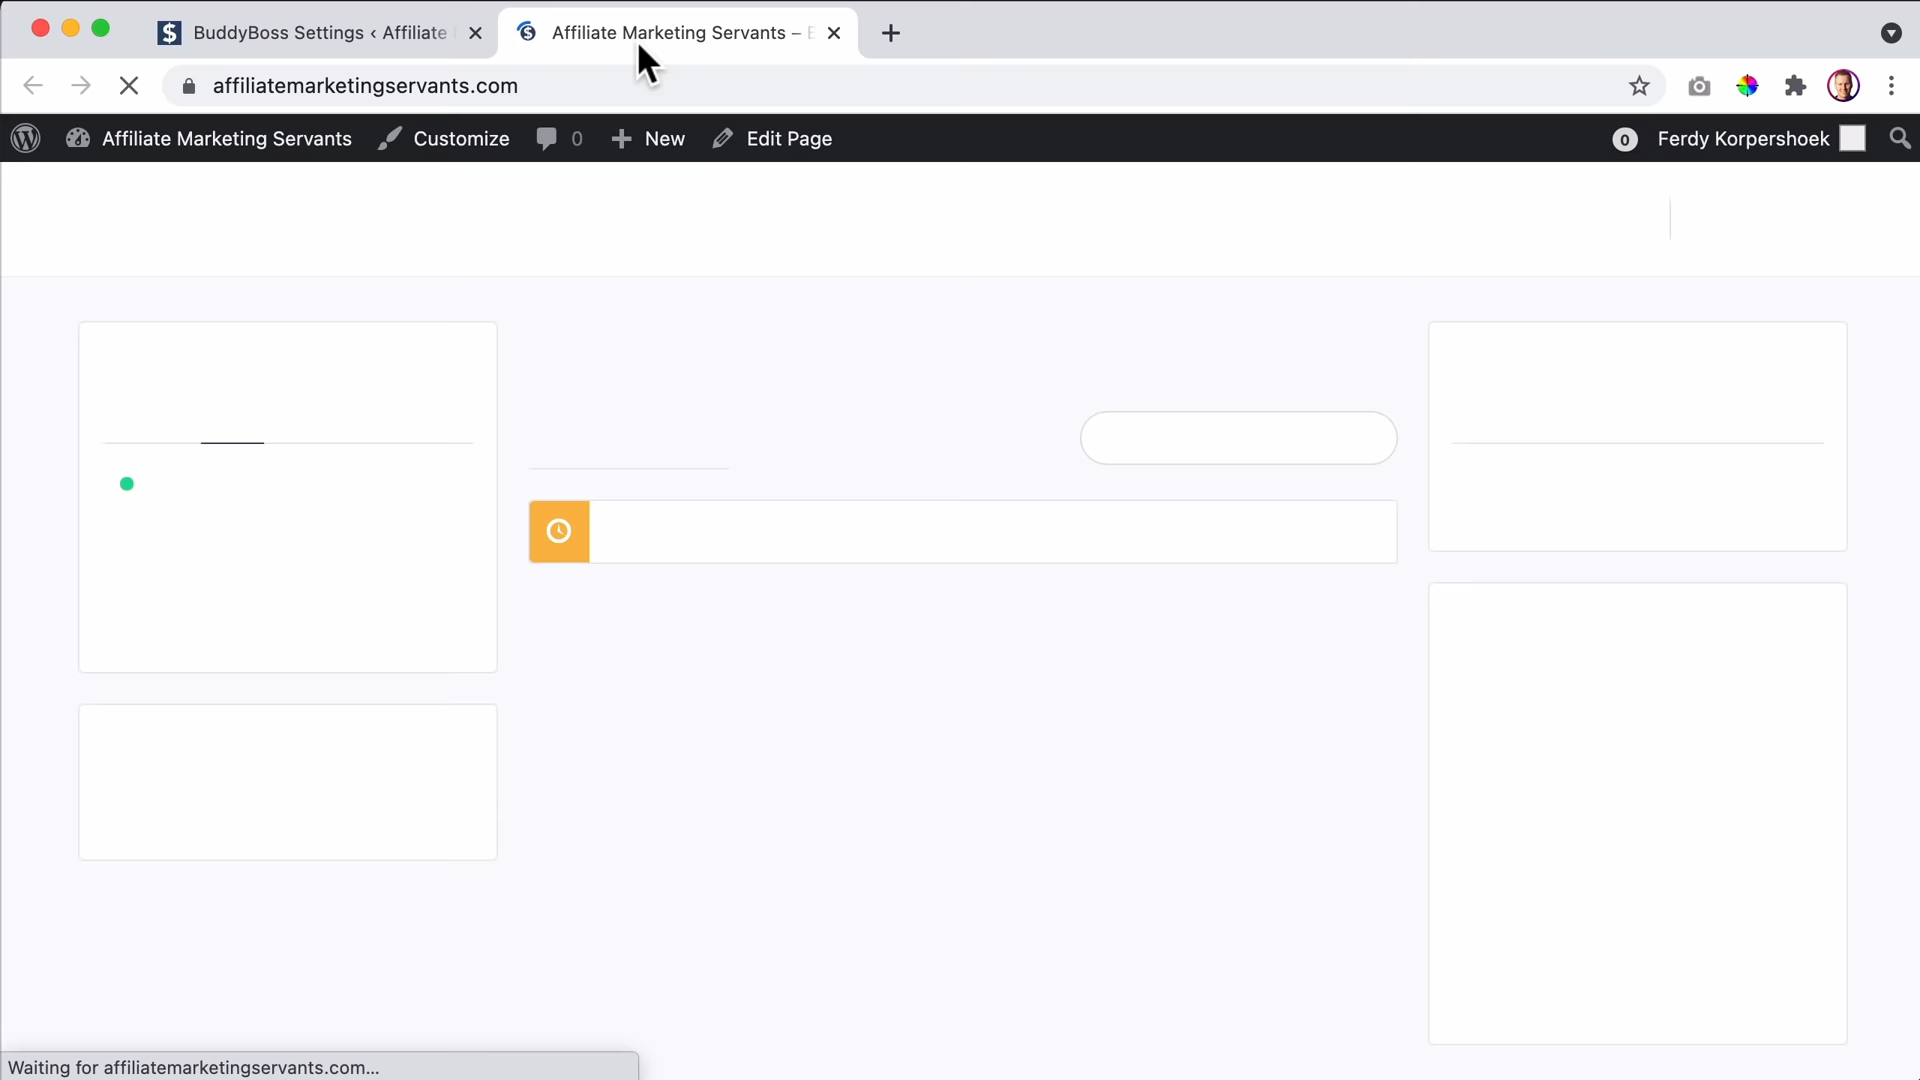 BuddyBoss Settings ‹ Affiliate
Affiliate Marketing Servants –
affiliatemarketingservants.com
Affiliate Marketing Servants
Customize
0
New
Edit Page
0
Ferdy Korpershoek
Waiting for affiliatemarketingservants.com...